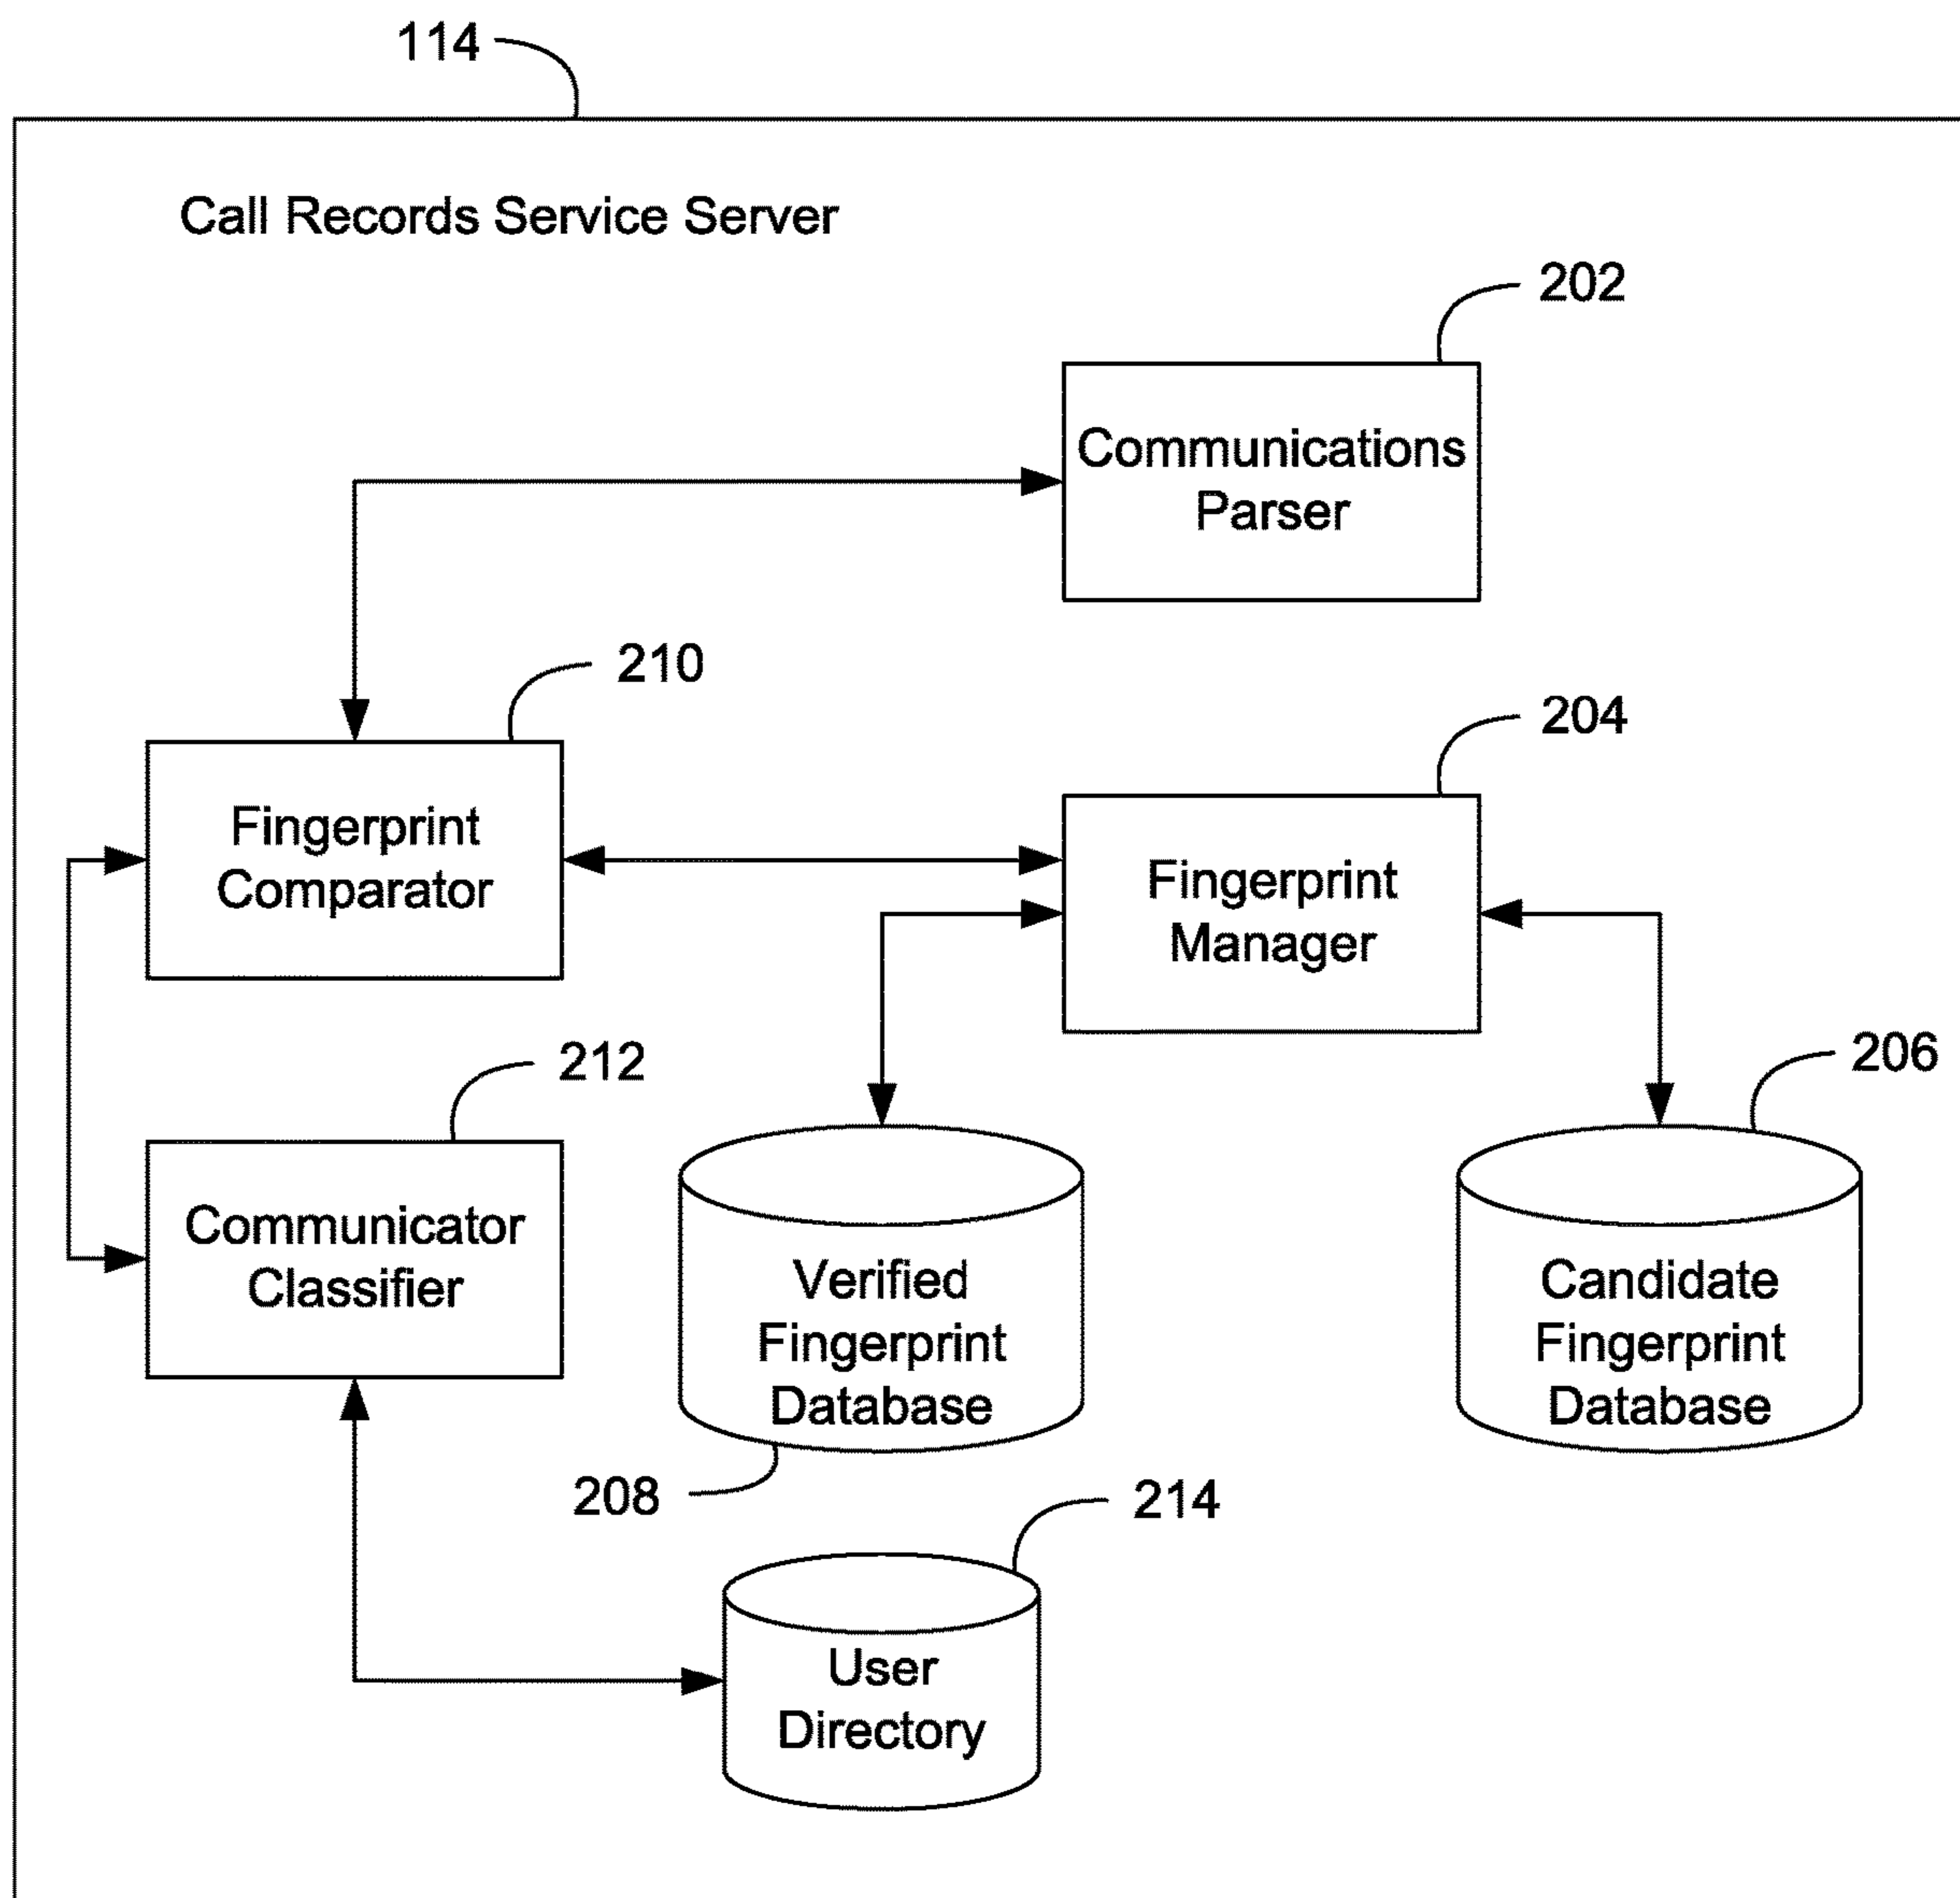 114
Call Records Service Server
202
Communications
Parser
210
204
Fingerprint
Comparator
Fingerprint
Manager
212
206
Communicator
Classifier
Verified
Fingerprint
Database
Candidate
Fingerprint
Database
208
214
User
Directory